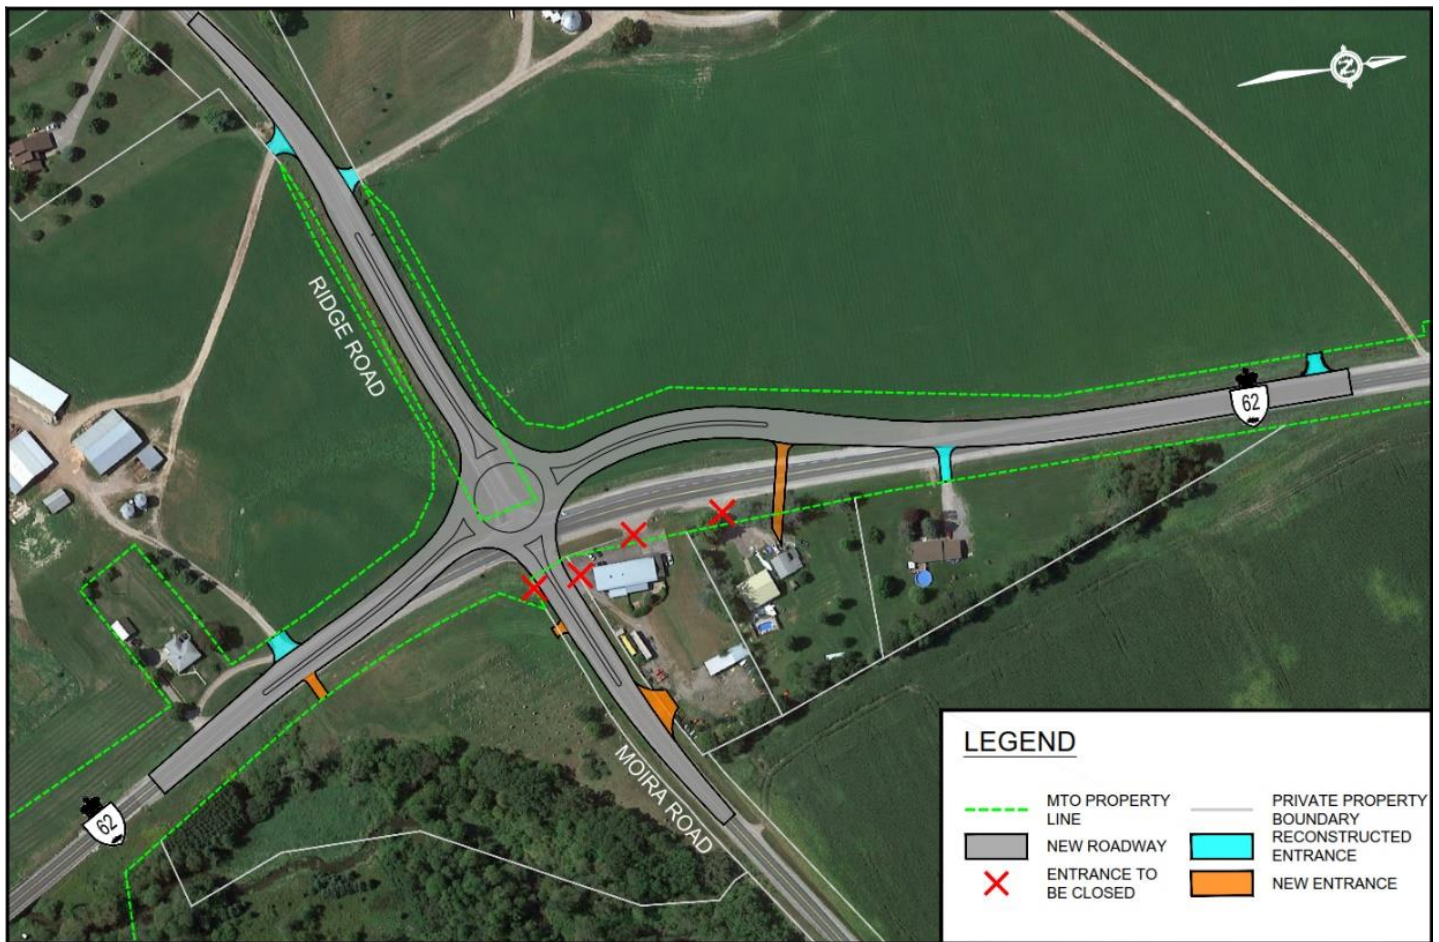 N
RIDGE ROAD
62
MOIRA ROAD
62
LEGEND
MTO PROPERTY
LINE
PRIVATE PROPERTY
BOUNDARY
NEW ROADWAY
RECONSTRUCTED
ENTRANCE
ENTRANCE TO
BE CLOSED
NEW ENTRANCE